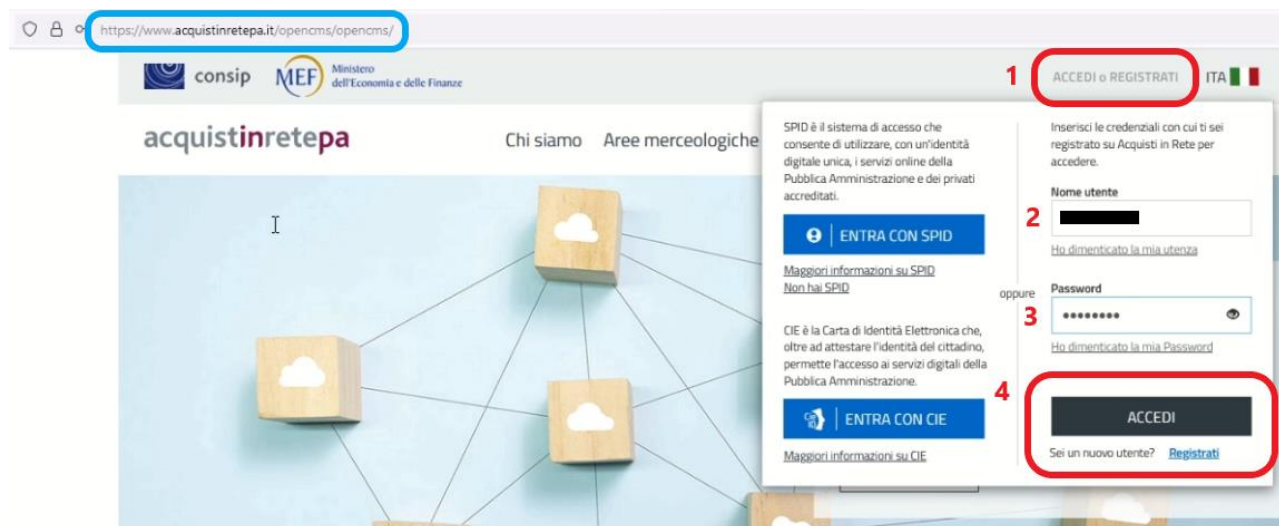 https://www.acquistinretepa.it/opencms/opencms/
consip MEF Ministero
dell'Economia e delle Finanze
1 ACCEDI o REGISTRATI ITA
acquistinretepa
Chi siamo Aree merceologiche
SPID è il sistema di accesso che
consente di utilizzare, con un'identità
digitale unica, i servizi online della
Pubblica Amministrazione e dei privati
accreditati.
ENTRA CON SPID
Maggiori informazioni su SPID
Non hai SPID
CIE è la Carta di Identità Elettronica che,
oltre ad attestare l'identità del cittadino,
permette l'accesso ai servizi digitali della
Pubblica Amministrazione.
ENTRA CON CIE
Maggiori informazioni su CIE
oppure
Inserisci le credenziali con cui ti sei
registrato su Acquisti in Rete per
accedere.
Nome utente
2
Ho dimenticato la mia utenza
Password
3 ••••••••
Ho dimenticato la mia Password
4
ACCEDI
Sei un nuovo utente? Registrati